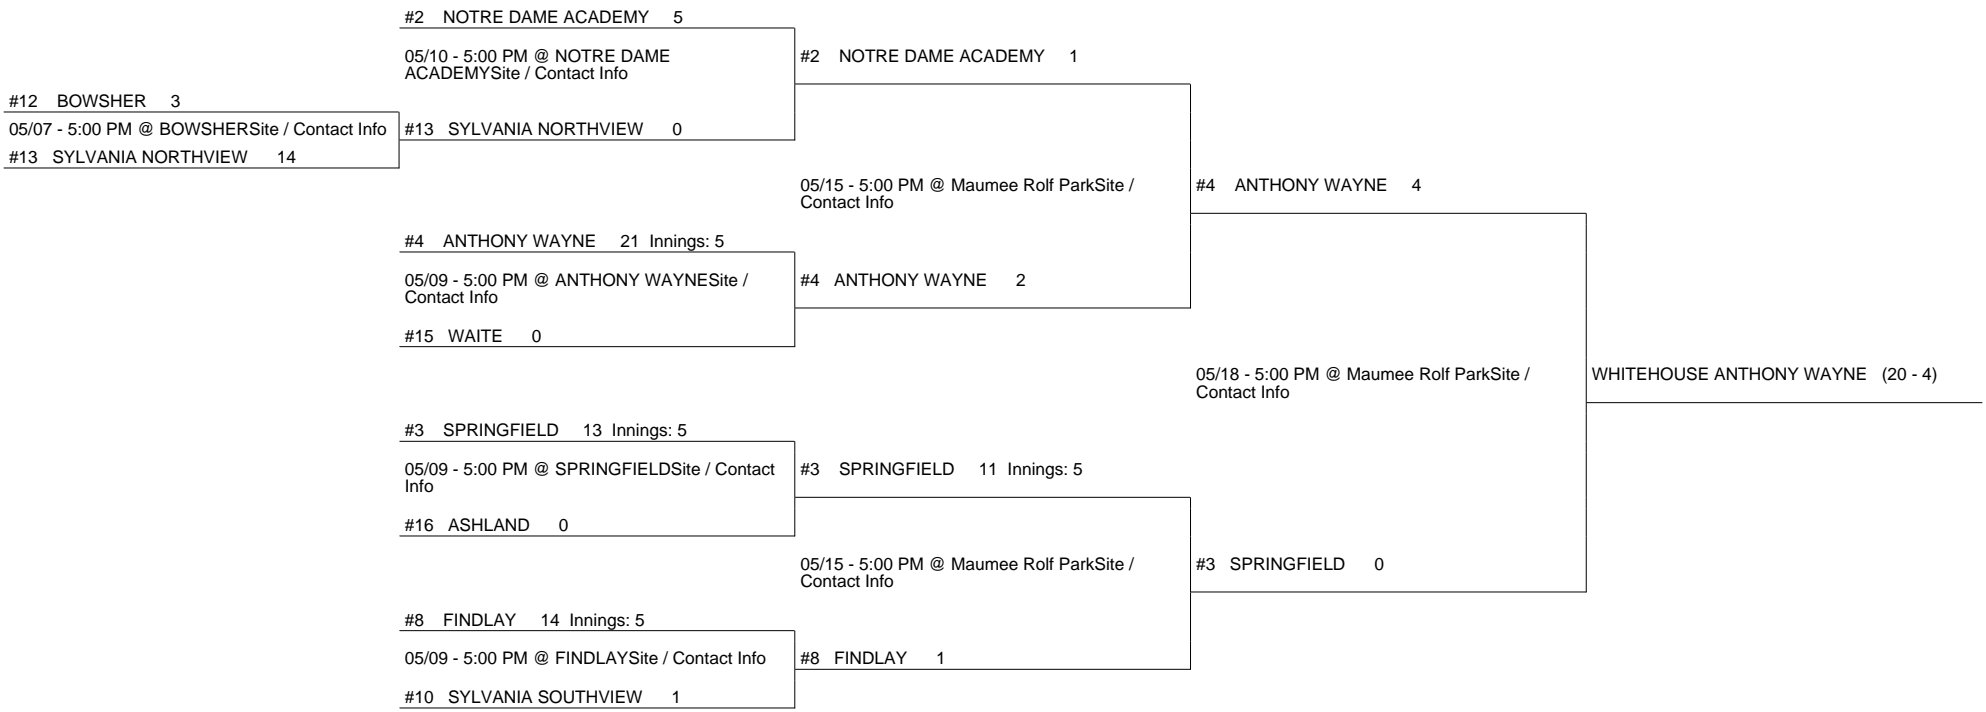 #2 NOTRE DAME ACADEMY 5
05/10 - 5:00 PM @ NOTRE DAME
ACADEMYSite / Contact Info
#2 NOTRE DAME ACADEMY 1
#12 BOWSHER 3
05/07 - 5:00 PM @ BOWSHERSite / Contact Info
#13 SYLVANIA NORTHVIEW 0
#13 SYLVANIA NORTHVIEW 14
05/15 - 5:00 PM @ Maumee Rolf ParkSite /
Contact Info
#4 ANTHONY WAYNE 4
#4 ANTHONY WAYNE 21 Innings: 5
05/09 - 5:00 PM @ ANTHONY WAYNESite /
Contact Info
#4 ANTHONY WAYNE 2
#15 WAITE 0
05/18 - 5:00 PM @ Maumee Rolf ParkSite /
Contact Info
WHITEHOUSE ANTHONY WAYNE (20 - 4)
#3 SPRINGFIELD 13 Innings: 5
05/09 - 5:00 PM @ SPRINGFIELDSite / Contact
Info
#3 SPRINGFIELD 11 Innings: 5
#16 ASHLAND 0
05/15 - 5:00 PM @ Maumee Rolf ParkSite /
Contact Info
#3 SPRINGFIELD 0
#8 FINDLAY 14 Innings: 5
05/09 - 5:00 PM @ FINDLAYSite / Contact Info
#8 FINDLAY 1
#10 SYLVANIA SOUTHVIEW 1